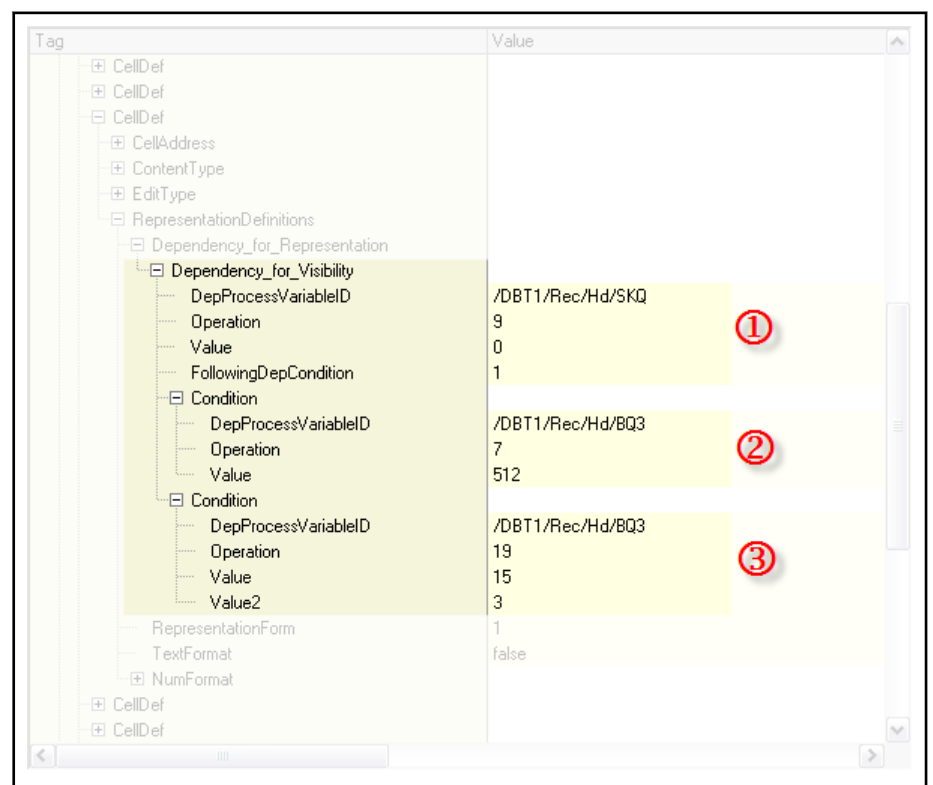 Tag Value
CellDef
CellDef
CellDef
CellAddress
ContentType
EditType
RepresentationDefinitions
Dependency_for_Representation
Dependency_for_Visibility
DepProcessVariableID /DBT1/Rec/Hd/SKQ
Operation 9 ①
Value 0
FollowingDepCondition 1
Condition
DepProcessVariableID /DBT1/Rec/Hd/BQ3
Operation 7 ②
Value 512
Condition
DepProcessVariableID /DBT1/Rec/Hd/BQ3
Operation 19 ③
Value 15
Value2 3
RepresentationForm 1
TextFormat false
NumFormat
CellDef
CellDef